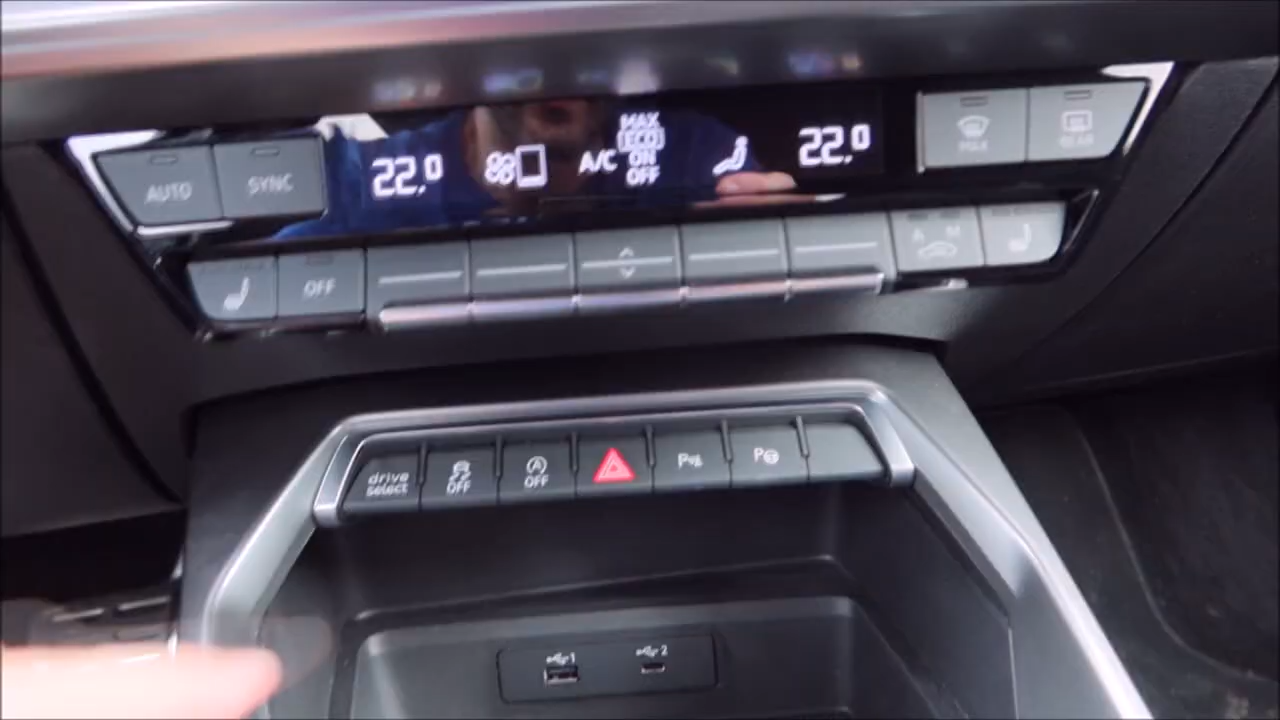 AUTO
SYNC
22,0
A/C
MAX
ECO
ON
OFF
22,0
MAX
REAR
OFF
A M
drive
select
OFF
A
OFF
P
P
1
2